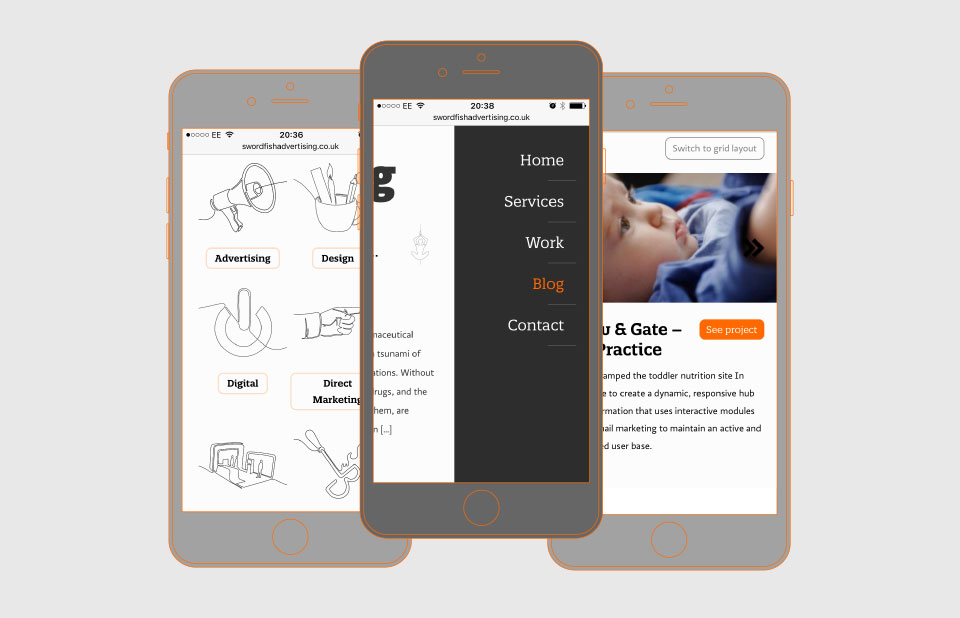 EE 20:36
swordfishadvertising.co.uk
Advertising
Design
Digital
Direct
Marketing
EE 20:38
swordfishadvertising.co.uk
g
Home
Services
Work
Blog
Contact
tsunami of
ations. Without
drugs, and the
hem, are
n [...]
Switch to grid layout
& Gate –
Practice
See project
amped the toddler nutrition site In
e to create a dynamic, responsive hub
rmation that uses interactive modules
ail marketing to maintain an active and
ed user base.